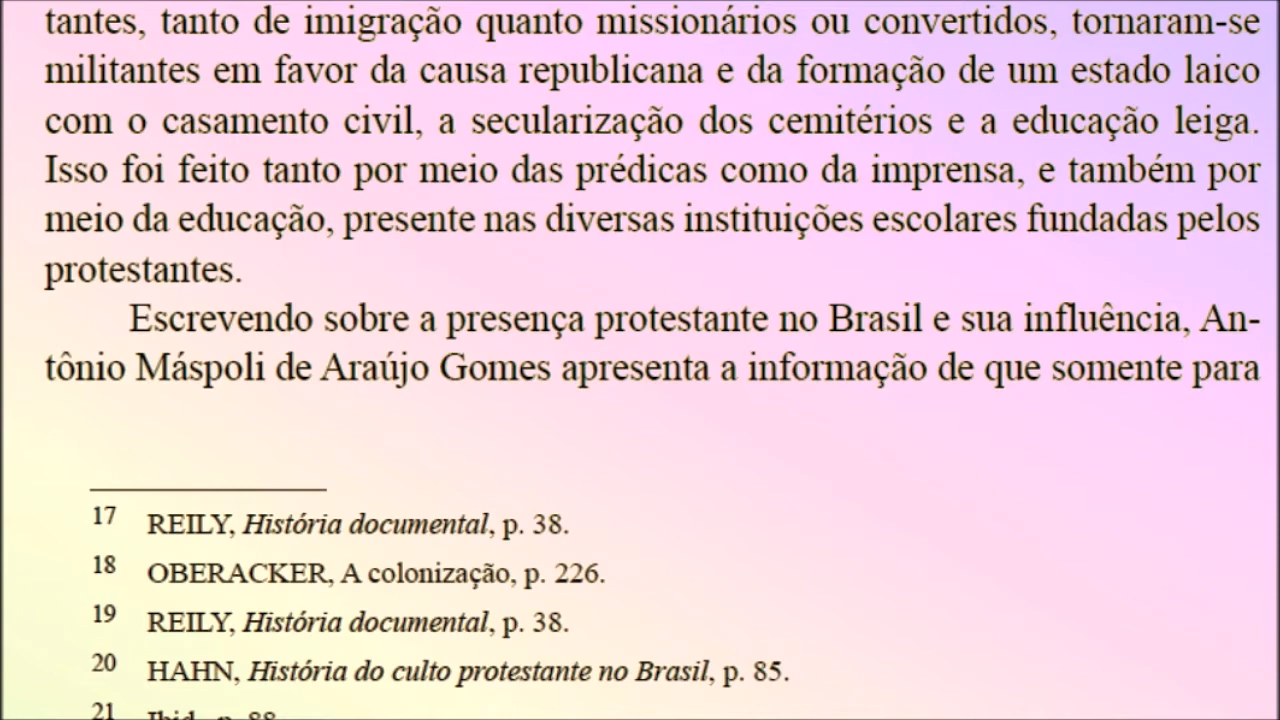 tantes, tanto de imigração quanto missionários ou convertidos, tornaram-se
militantes em favor da causa republicana e da formação de um estado laico
com o casamento civil, a secularização dos cemitérios e a educação leiga.
Isso foi feito tanto por meio das prédicas como da imprensa, e também por
meio da educação, presente nas diversas instituições escolares fundadas pelos
protestantes.
Escrevendo sobre a presença protestante no Brasil e sua influência, An-
tônio Máspoli de Araújo Gomes apresenta a informação de que somente para
17 REILY, História documental, p. 38.
18 OBERACKER, A colonização, p. 226.
19 REILY, História documental, p. 38.
20 HAHN, História do culto protestante no Brasil, p. 85.
21 Ibid., p. 88.